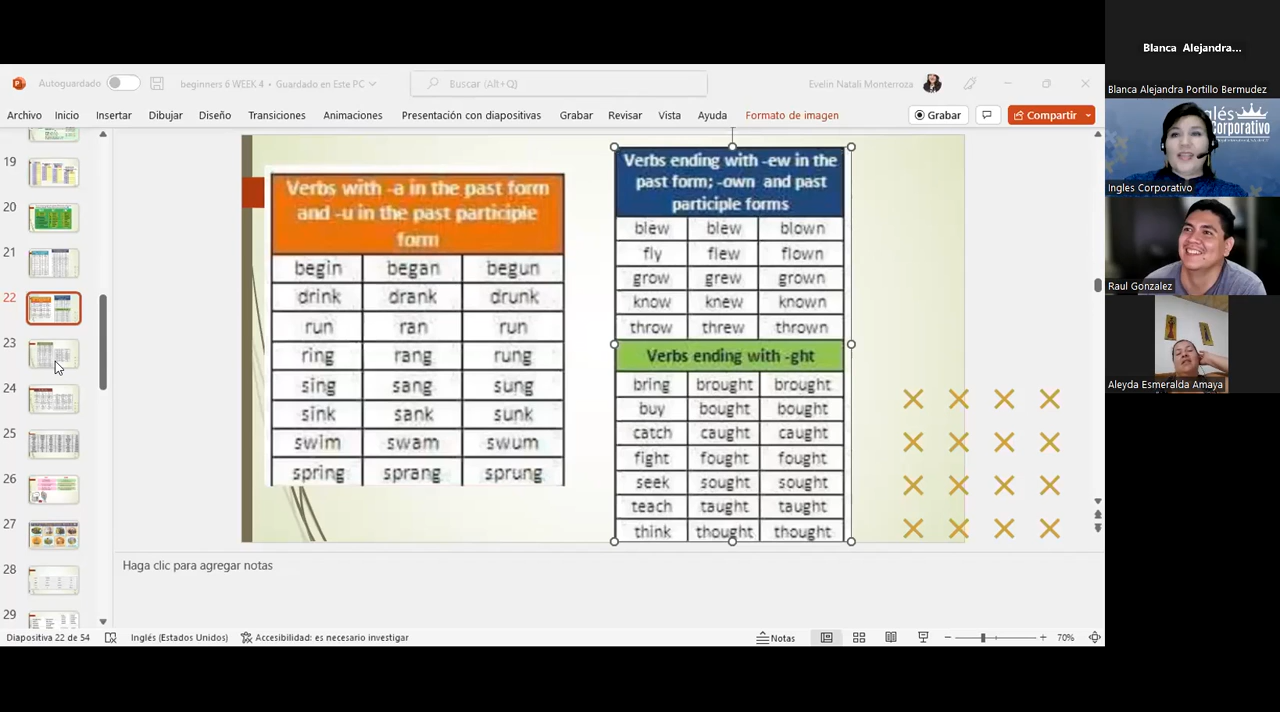 Autoguardado
beginners 6 WEEK 4 • Guardado en Este PC
Buscar (Alt+Q)
Evelin Natali Monterroza
Archivo Inicio Insertar Dibujar Diseño Transiciones Animaciones Presentación con diapositivas Grabar Revisar Vista Ayuda Formato de imagen
Grabar
Compartir
19
20
21
22
23
24
25
26
27
28
29
Verbs with -a in the past form
and -u in the past participle
form
begin began begun
drink drank drunk
run ran run
ring rang rung
sing sang sung
sink sank sunk
swim swam swum
spring sprang sprung
Verbs ending with -ew in the
past form; -own and past
participle forms
blew blew blown
fly flew flown
grow grew grown
know knew known
throw threw thrown
Verbs ending with -ght
bring brought brought
buy bought bought
catch caught caught
fight fought fought
seek sought sought
teach taught taught
think thought thought
Haga clic para agregar notas
Diapositiva 22 de 54
Inglés (Estados Unidos)
Accesibilidad: es necesario investigar
Notas
70%
Blanca Alejandra...
Blanca Alejandra Portillo Bermudez
Ingles Corporativo
Raul Gonzalez
Aleyda Esmeralda Amaya